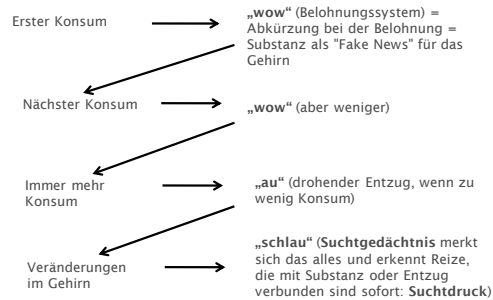 Erster Konsum
„wow“ (Belohnungssystem) =
Abkürzung bei der Belohnung =
Substanz als "Fake News" für das
Gehirn
Nächster Konsum
„wow“ (aber weniger)
Immer mehr
Konsum
„au“ (drohender Entzug, wenn zu
wenig Konsum)
Veränderungen
im Gehirn
„schlau“ (Suchtgedächtnis merkt
sich das alles und erkennt Reize,
die mit Substanz oder Entzug
verbunden sind sofort: Suchtdruck)